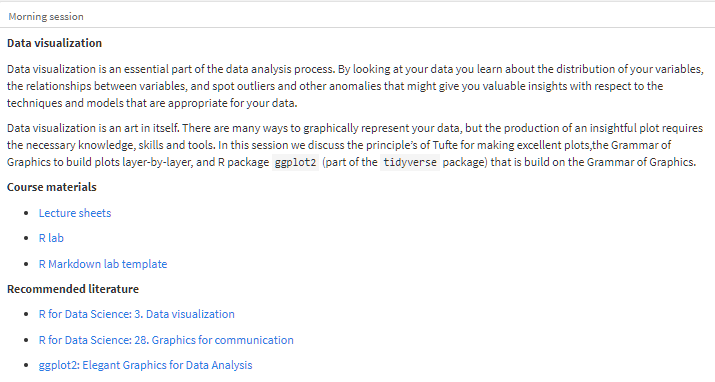 Morning session
Data visualization
Data visualization is an essential part of the data analysis process. By looking at your data you learn about the distribution of your variables,
the relationships between variables, and spot outliers and other anomalies that might give you valuable insights with respect to the
techniques and models that are appropriate for your data.
Data visualization is an art in itself. There are many ways to graphically represent your data, but the production of an insightful plot requires
the necessary knowledge, skills and tools. In this session we discuss the principle's of Tufte for making excellent plots,the Grammar of
Graphics to build plots layer-by-layer, and R package ggplot2 (part of the tidyverse package) that is build on the Grammar of Graphics.
Course materials
• Lecture sheets
• R lab
• R Markdown lab template
Recommended literature
• R for Data Science: 3. Data visualization
• R for Data Science: 28. Graphics for communication
• ggplot2: Elegant Graphics for Data Analysis